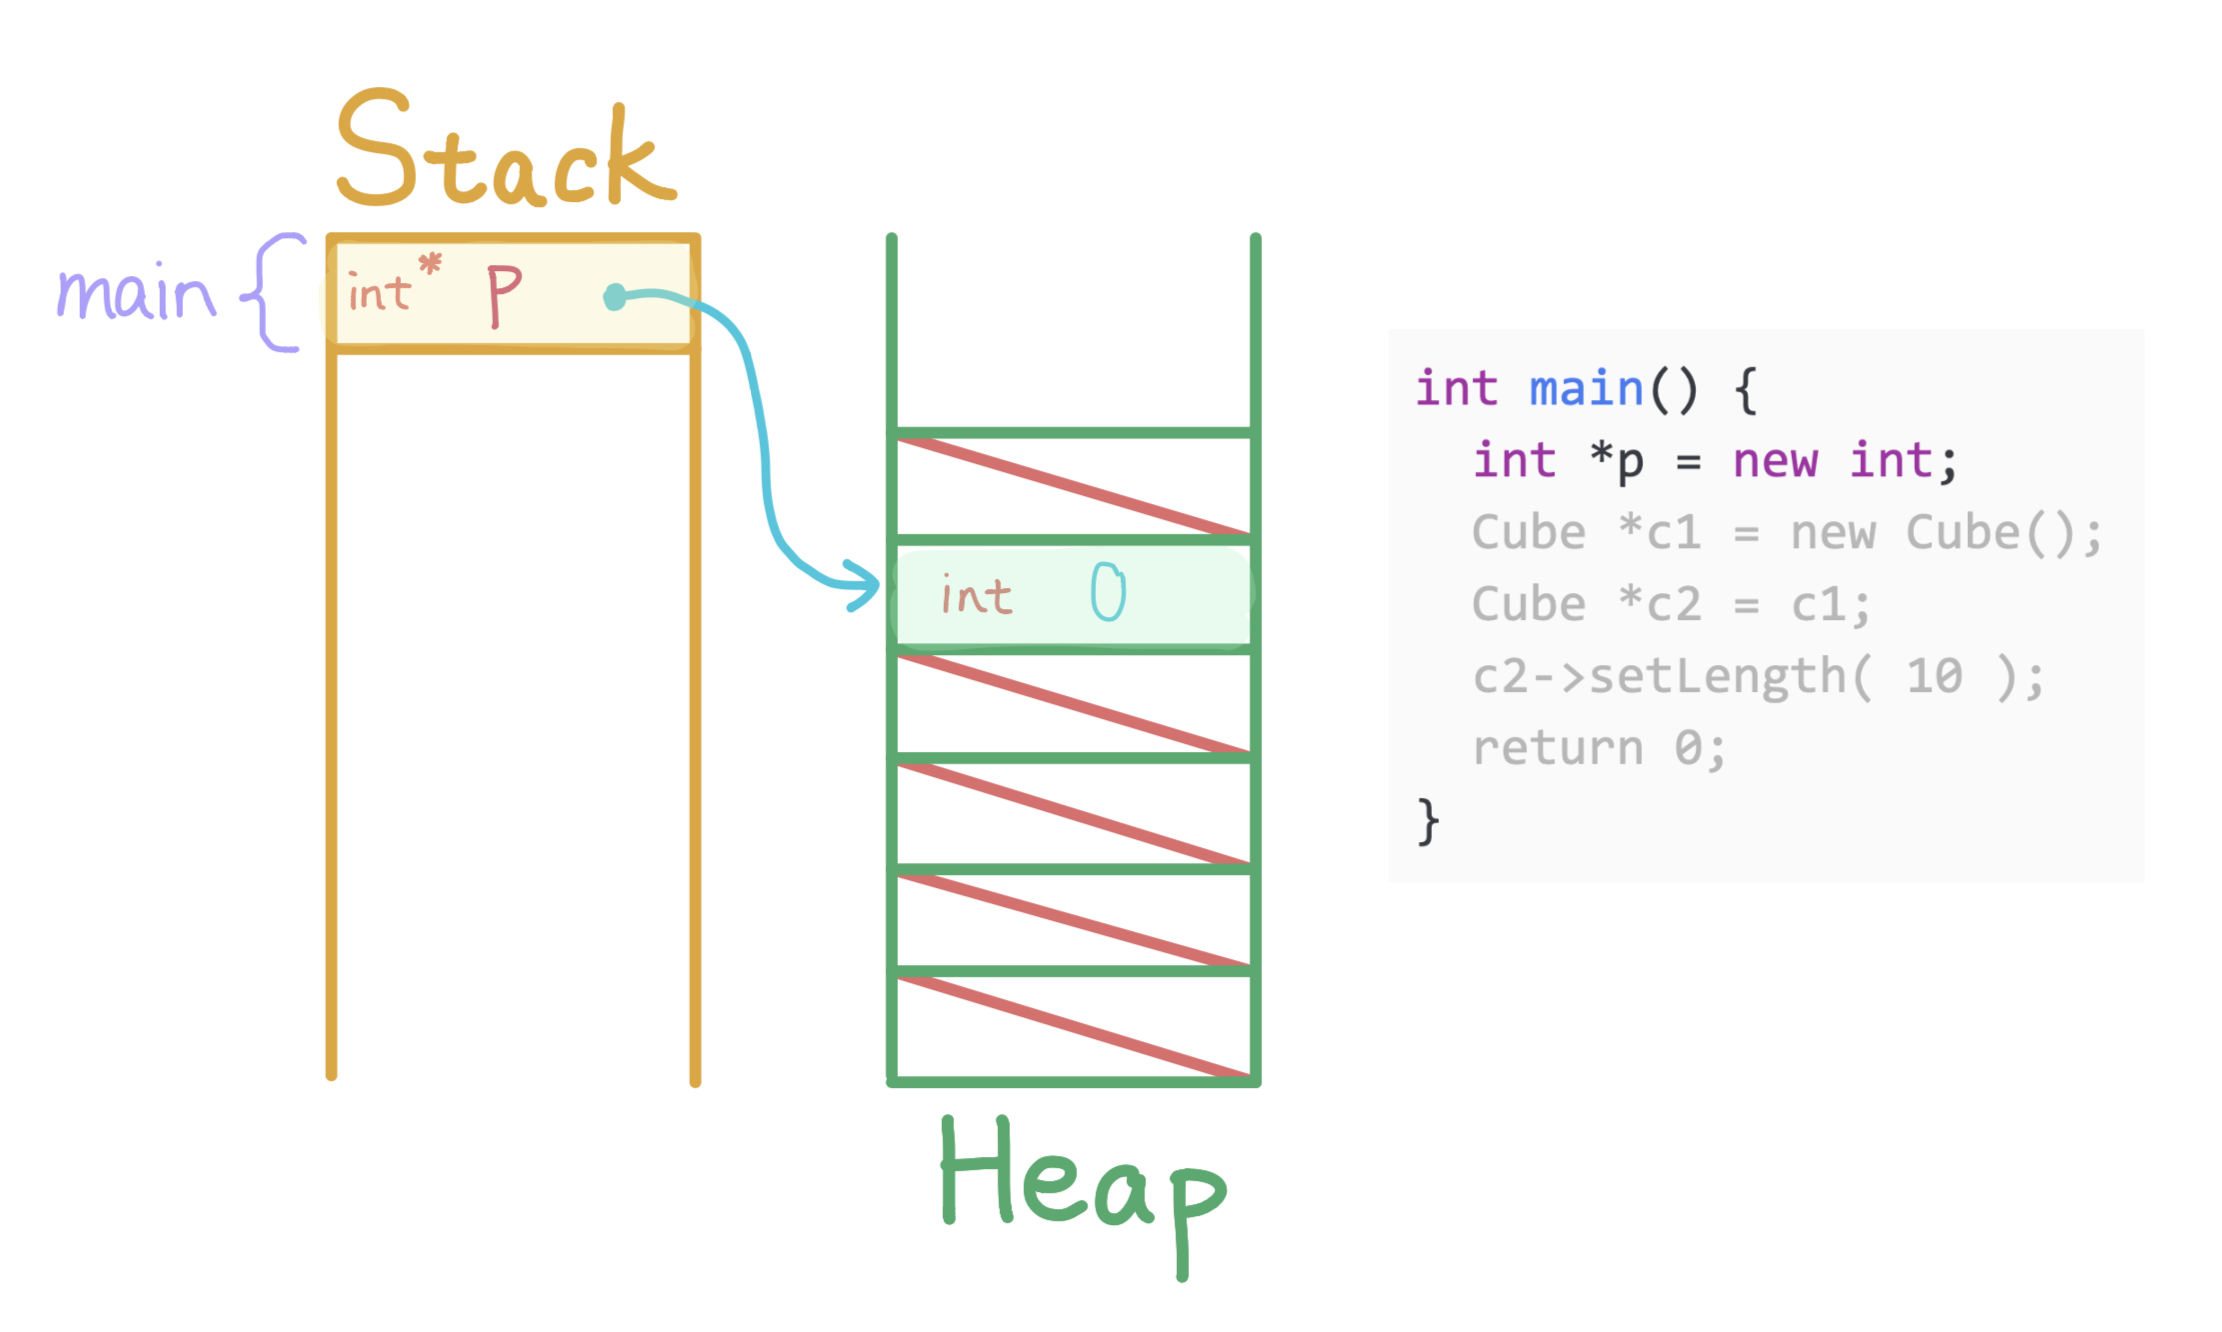 Stack
main
int* P
int 0
Heap
int main() {
int *p = new int;
Cube *c1 = new Cube();
Cube *c2 = c1;
c2->setLength( 10 );
return 0;
}